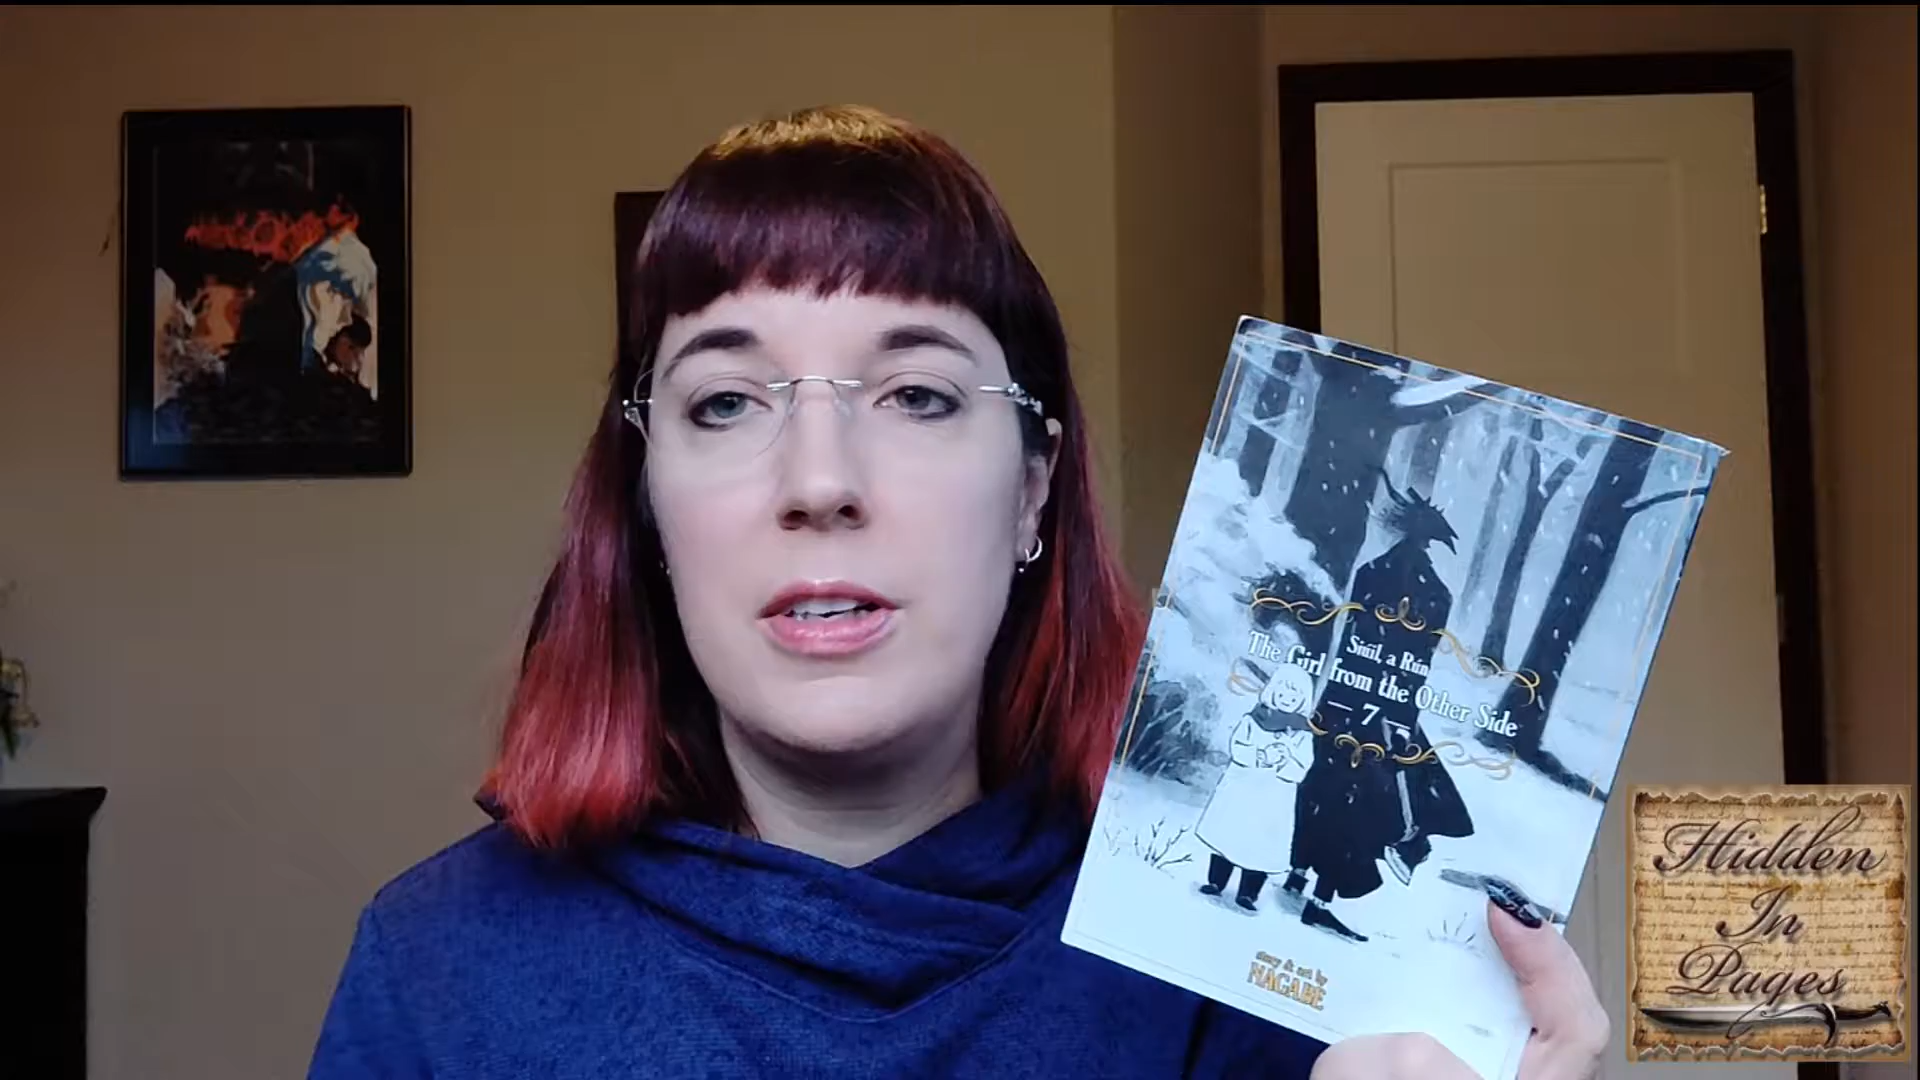 Siúil, a Rún
The Girl from the Other Side
7
story & art by
NAGABE
Hidden
In
Pages